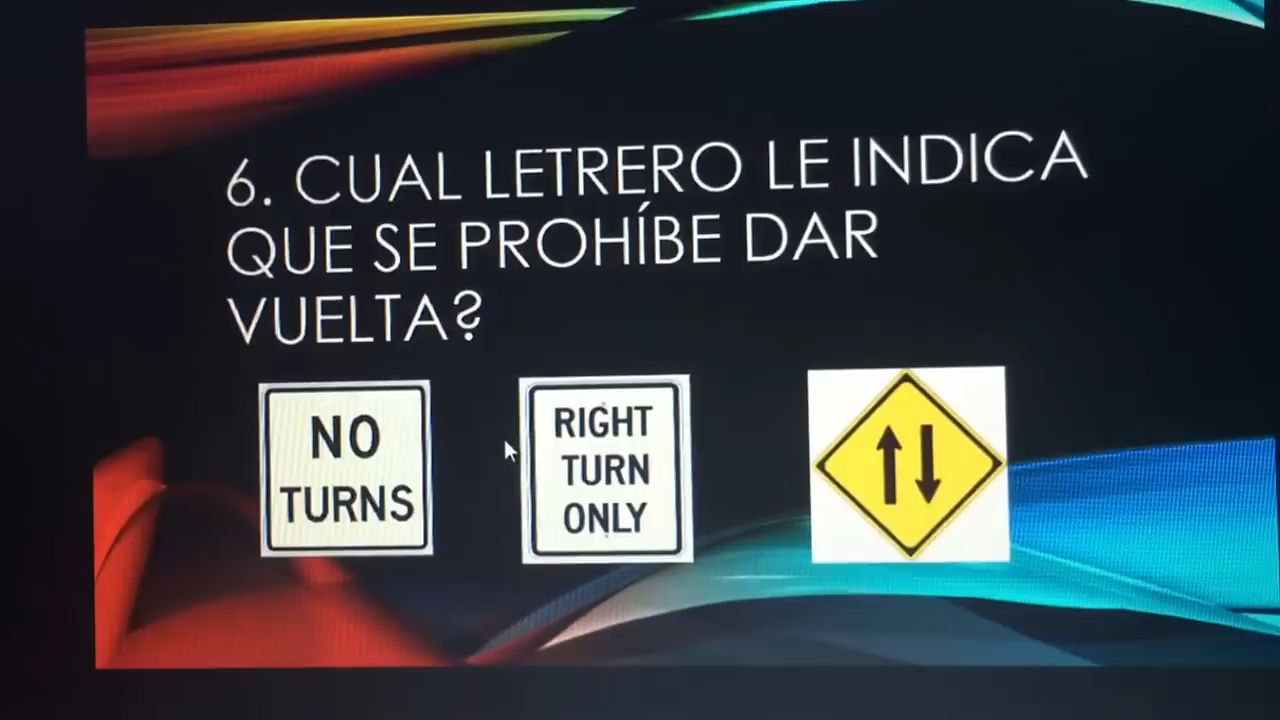 6. CUAL LETRERO LE INDICA
QUE SE PROHÍBE DAR
VUELTA?
NO
TURNS
RIGHT
TURN
ONLY